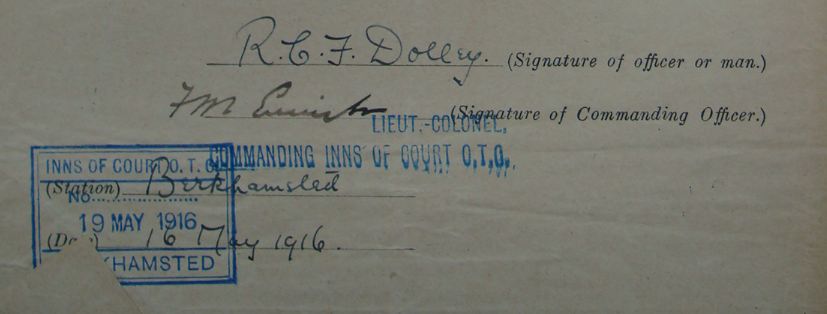 R.C.F. Dolley. (Signature of officer or man.)
F M (Signature of Commanding Officer.)
LIEUT.-COLONEL,
COMMANDING INNS OF COURT O.T.C.
INNS OF COURT O.T.C.
(Station) Berkhamsted
No.
19 MAY 1916
16 May 1916.
KHAMSTED